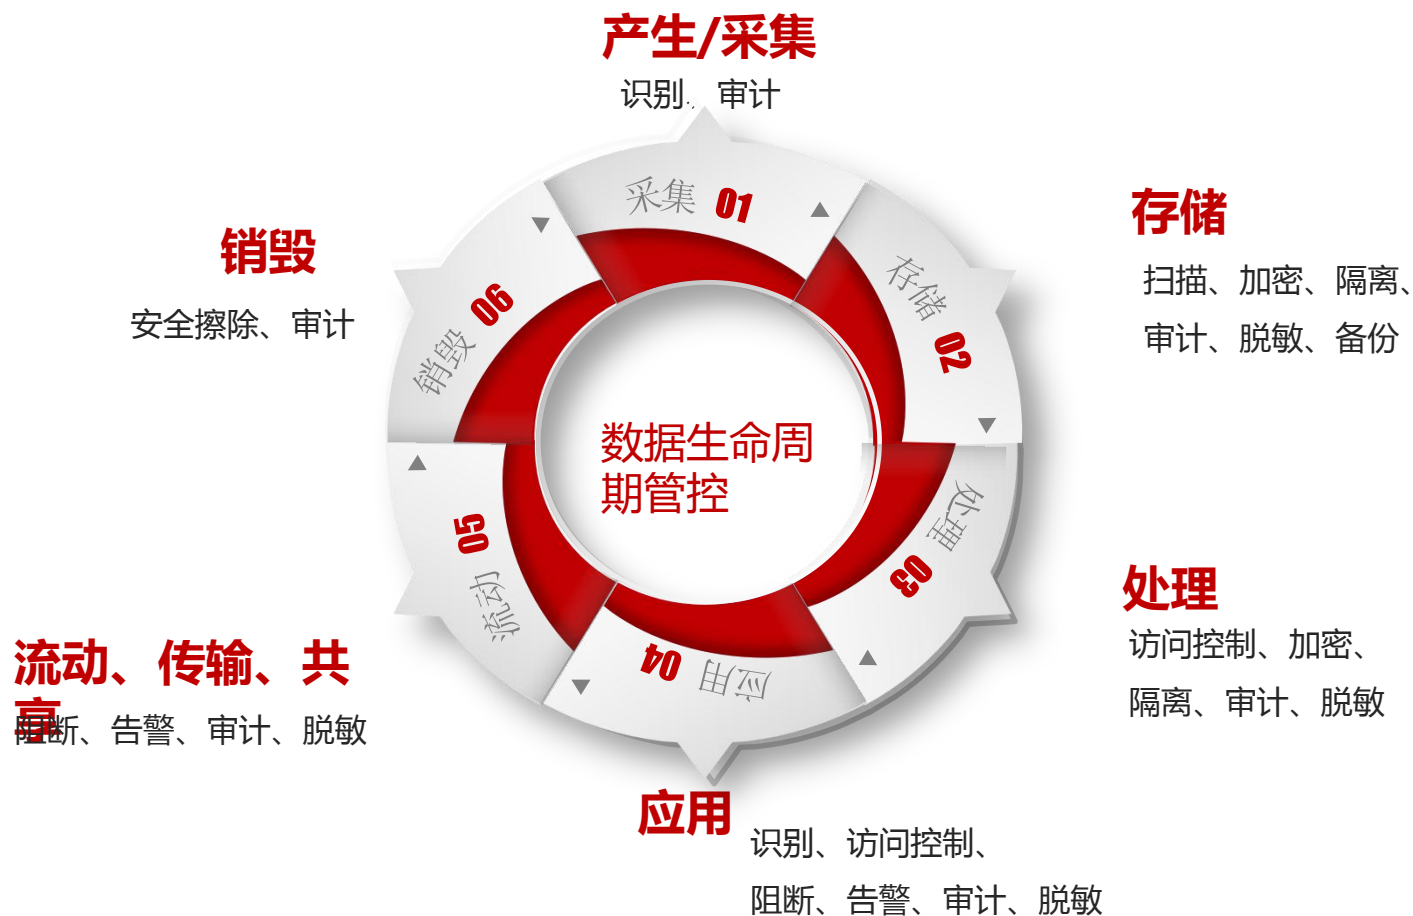 产生/采集
识别、审计
采集 01
存储
扫描、加密、隔离、
审计、脱敏、备份
存储 02
处理
访问控制、加密、
隔离、审计、脱敏
处理 03
应用
识别、访问控制、
阻断、告警、审计、脱敏
应用 04
流动、传输、共
享
阻断、告警、审计、脱敏
流动 05
销毁
安全擦除、审计
销毁 06
数据生命周
期管控